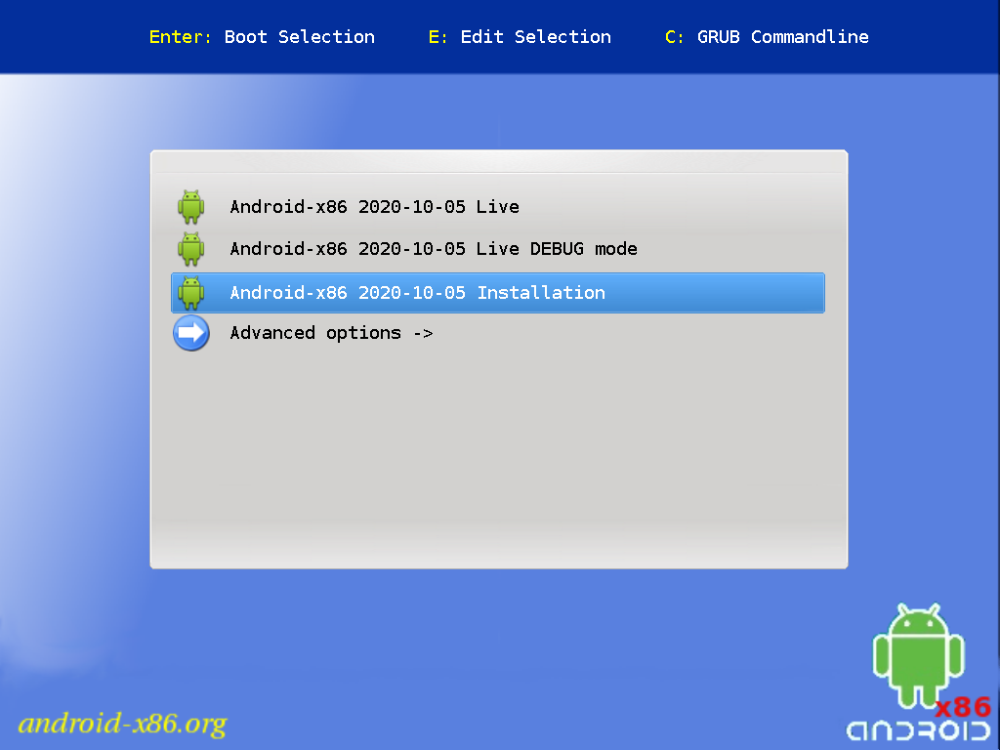 Enter: Boot Selection E: Edit Selection C: GRUB Commandline
Android-x86 2020-10-05 Live
Android-x86 2020-10-05 Live DEBUG mode
Android-x86 2020-10-05 Installation
Advanced options ->
android-x86.org
x86
ANDROID